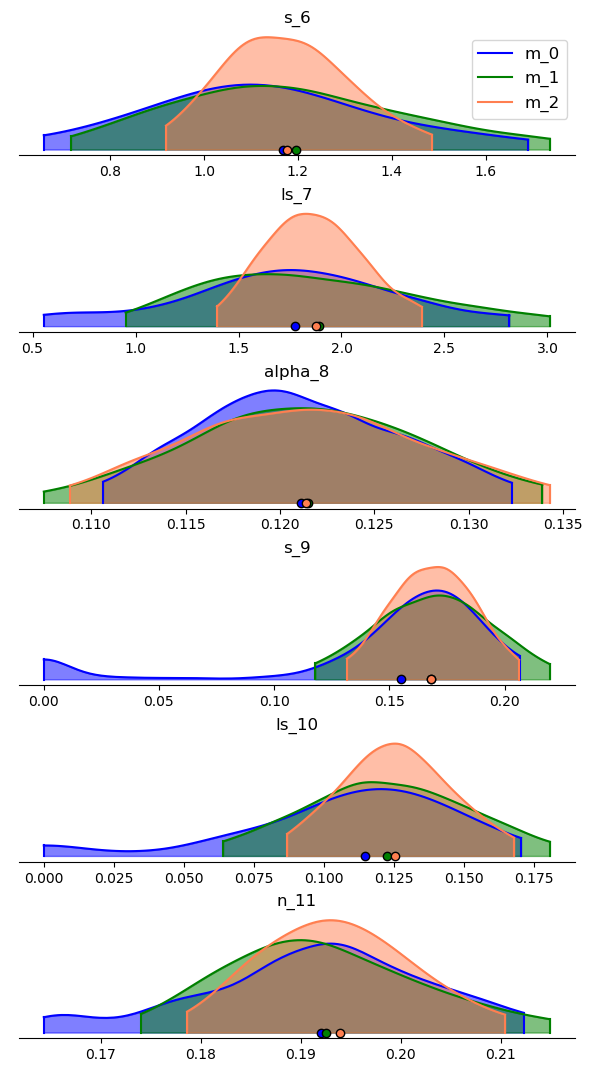 s_6
m_0
m_1
m_2
0.8 1.0 1.2 1.4 1.6
ls_7
0.5 1.0 1.5 2.0 2.5 3.0
alpha_8
0.110 0.115 0.120 0.125 0.130 0.135
s_9
0.00 0.05 0.10 0.15 0.20
ls_10
0.000 0.025 0.050 0.075 0.100 0.125 0.150 0.175
n_11
0.17 0.18 0.19 0.20 0.21